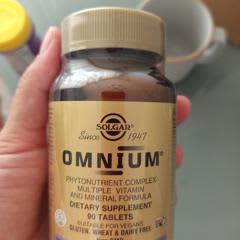 SOLGAR®
Since 1947
OMNIUM®
PHYTONUTRIENT COMPLEX
MULTIPLE VITAMIN
AND MINERAL FORMULA
DIETARY SUPPLEMENT
90 TABLETS
SUITABLE FOR VEGANS
GLUTEN, WHEAT & DAIRY FREE